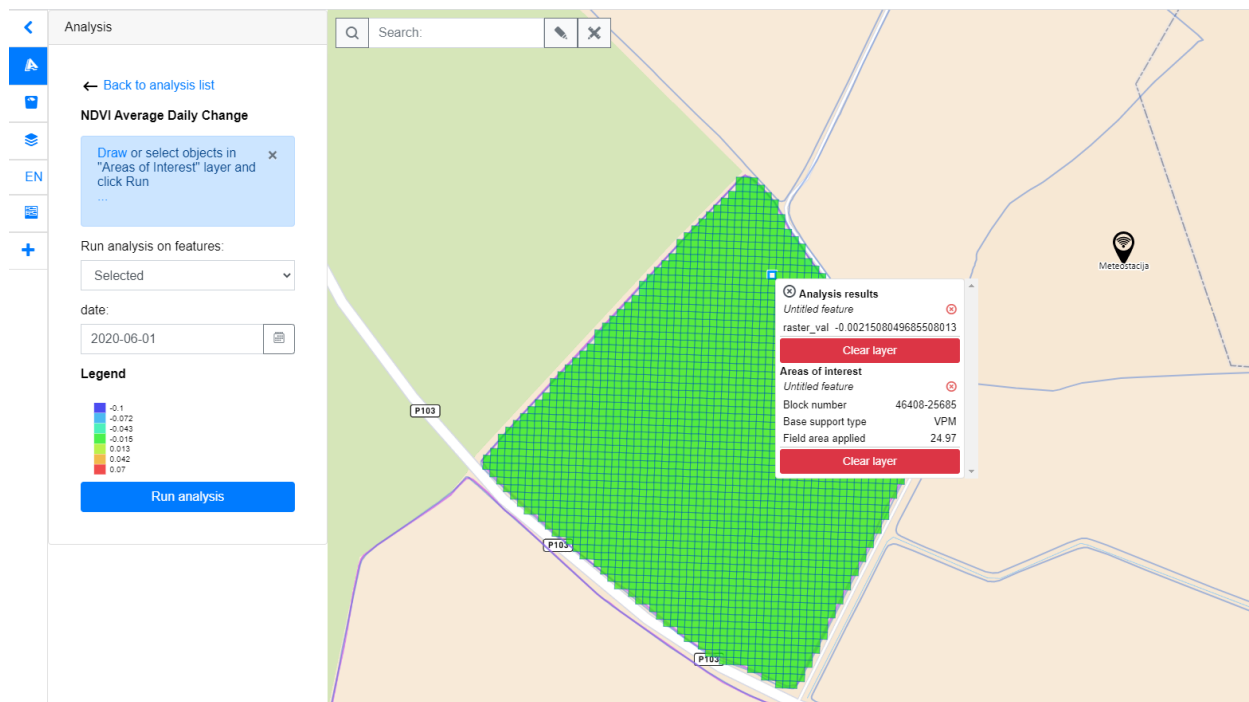 Analysis
Search:
Back to analysis list
NDVI Average Daily Change
Draw or select objects in
"Areas of Interest" layer and
click Run
...
EN
Run analysis on features:
Selected
date:
2020-06-01
Legend
-0.1
-0.072
-0.043
-0.015
0.013
0.042
0.07
Run analysis
Meteostacija
Analysis results
Untitled feature
raster_val -0.0021508049685508013
Clear layer
Areas of interest
Untitled feature
Block number 46408-25685
Base support type VPM
Field area applied 24.97
Clear layer
P103
P103
P103